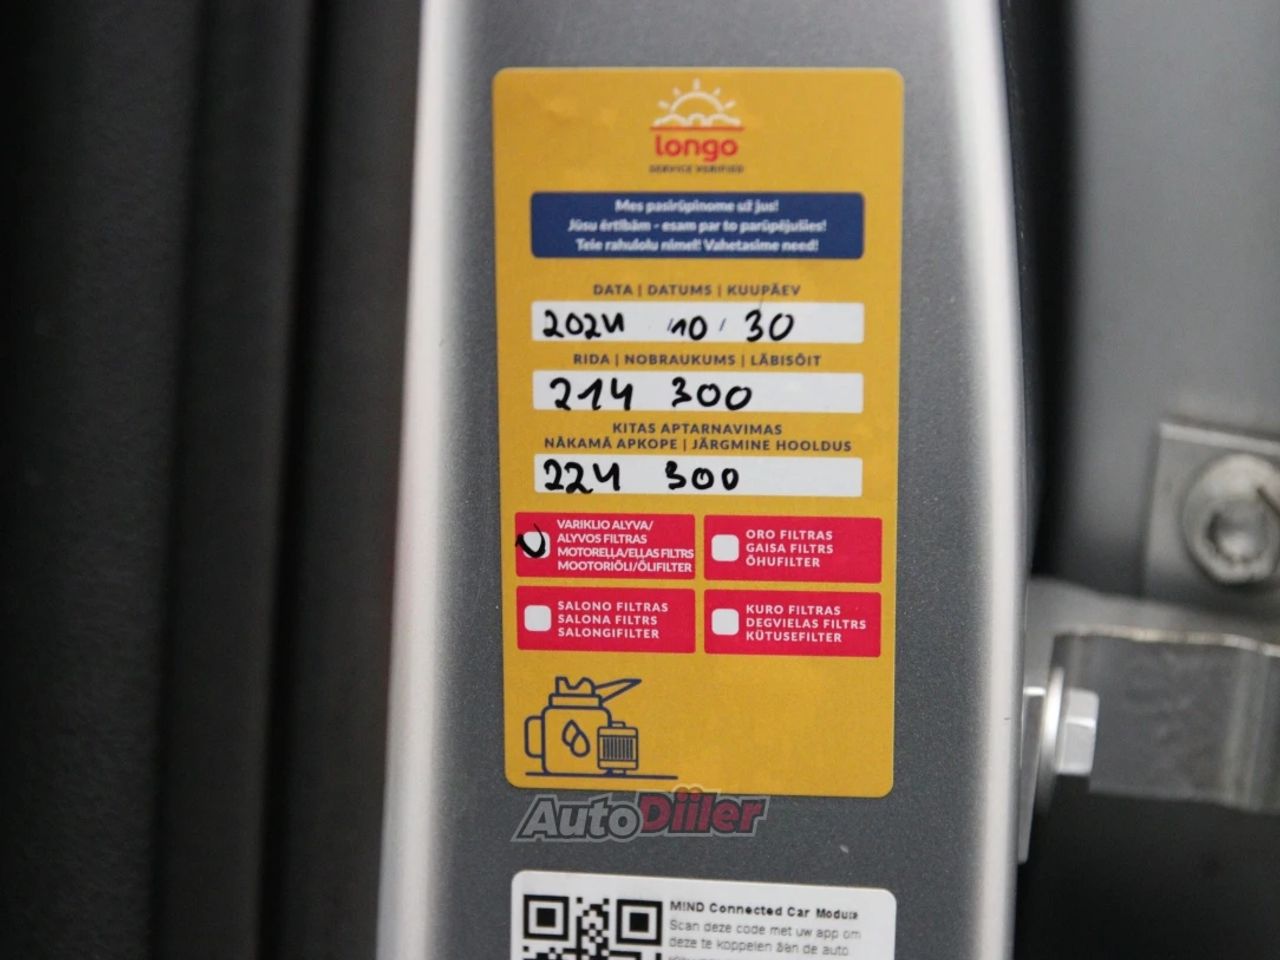 longo
SERVICE VERIFIED
Mes pasirūpinome už jus!
Jūsu ērtībām - esam par to parūpējušies!
Teie rahulolu nimel! Vahetasime need!
DATA | DATUMS | KUUPÄEV
2024 / 10 / 30
RIDA | NOBRAUKUMS | LÄBISÕIT
214 300
KITAS APTARNAVIMAS
NĀKAMĀ APKOPE | JÄRGMINE HOOLDUS
224 300
VARIKLIO ALYVA/
ALYVOS FILTRAS
MOTOREĻĻA/EĻĻAS FILTRS
MOOTORIÕLI/ÕLIFILTER
ORO FILTRAS
GAISA FILTRS
ÕHUFILTER
SALONO FILTRAS
SALONA FILTRS
SALONGIFILTER
KURO FILTRAS
DEGVIELAS FILTRS
KÜTUSEFILTER
AutoDiiler
MIND Connected Car Module
Scan deze code met uw app om
deze te koppelen aan de auto